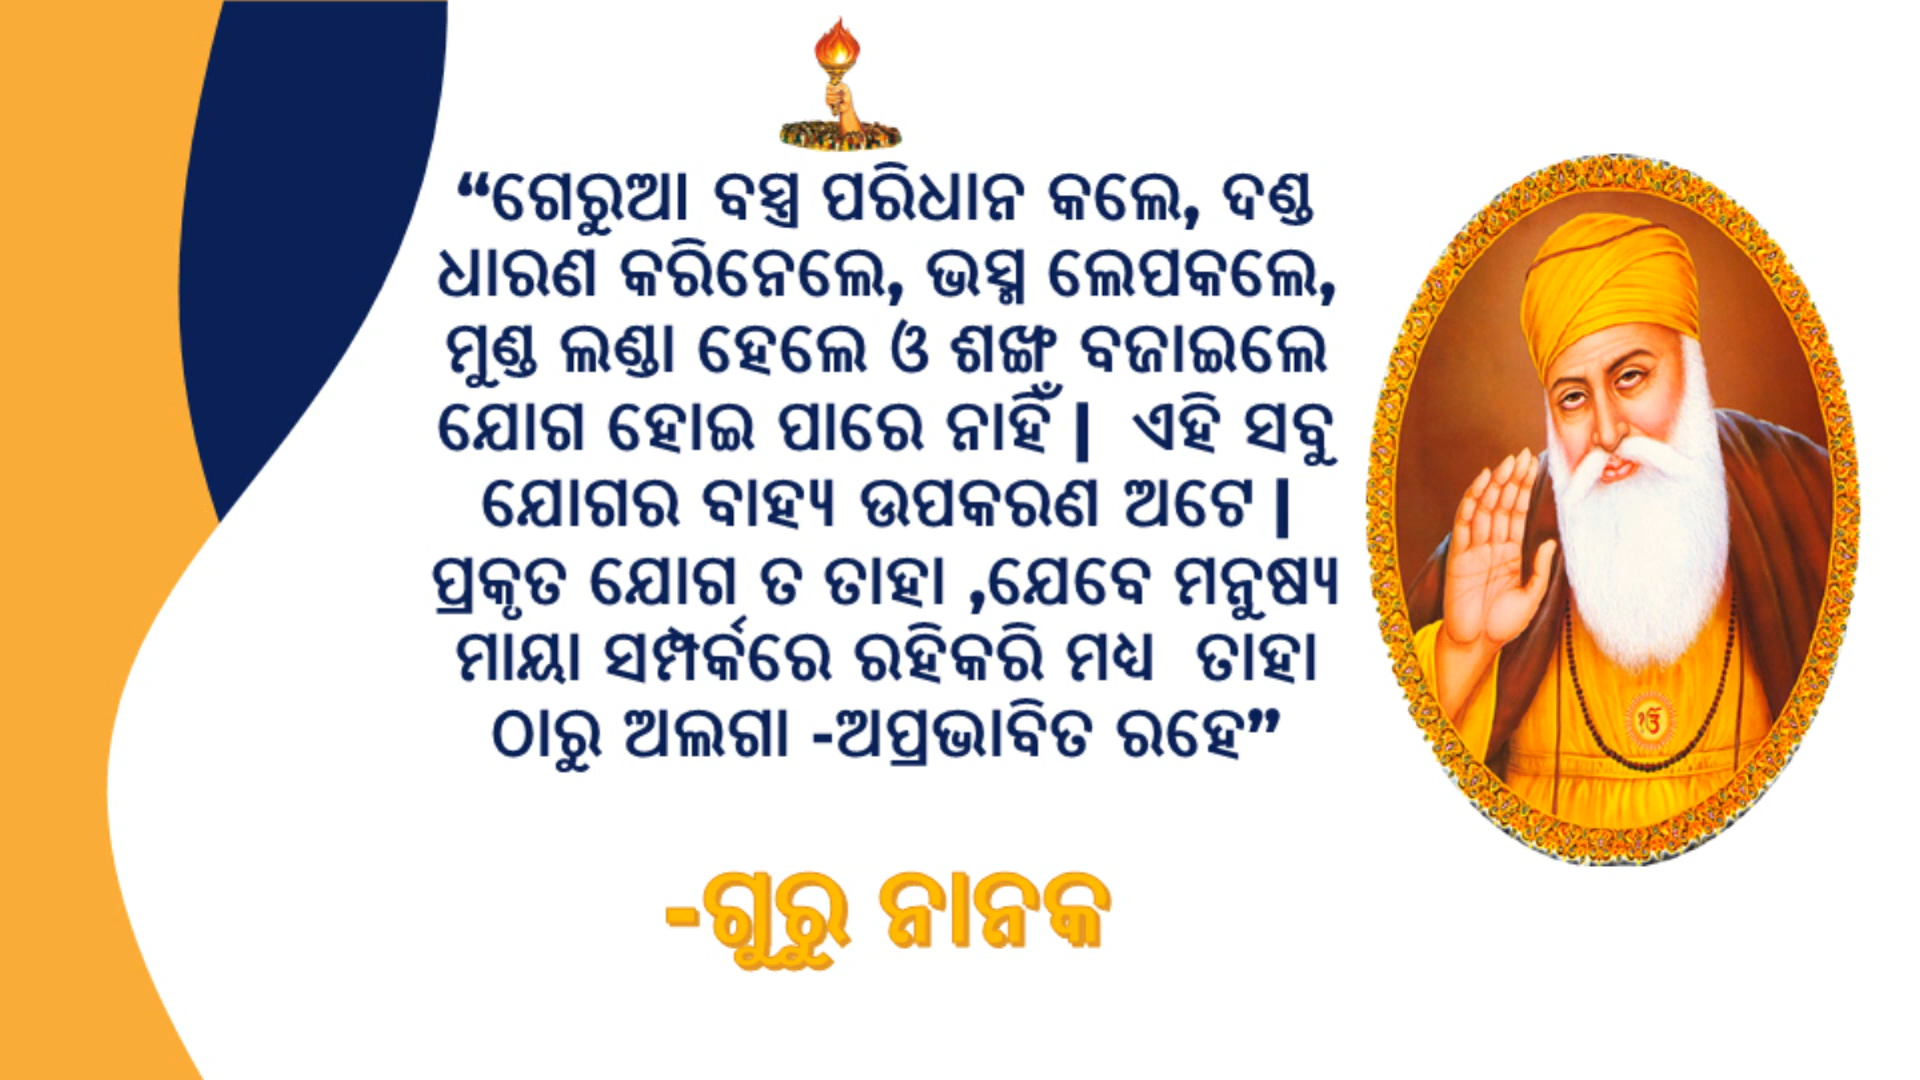 “ଗେରୁଆ ବସ୍ତ୍ର ପରିଧାନ କଲେ, ଦଣ୍ଡ
ଧାରଣ କରିନେଲେ, ଭସ୍ମ ଲେପକଲେ,
ମୁଣ୍ଡ ଲଣ୍ଡା ହେଲେ ଓ ଶଙ୍ଖ ବଜାଇଲେ
ଯୋଗ ହୋଇ ପାରେ ନାହିଁ | ଏହି ସବୁ
ଯୋଗର ବାହ୍ୟ ଉପକରଣ ଅଟେ |
ପ୍ରକୃତ ଯୋଗ ତ ତାହା ,ଯେବେ ମନୁଷ୍ୟ
ମାୟା ସମ୍ପର୍କରେ ରହିକରି ମଧ୍ୟ ତାହା
ଠାରୁ ଅଲଗା -ଅପ୍ରଭାବିତ ରହେ”
-ଗୁରୁ ନାନକ
ੴ